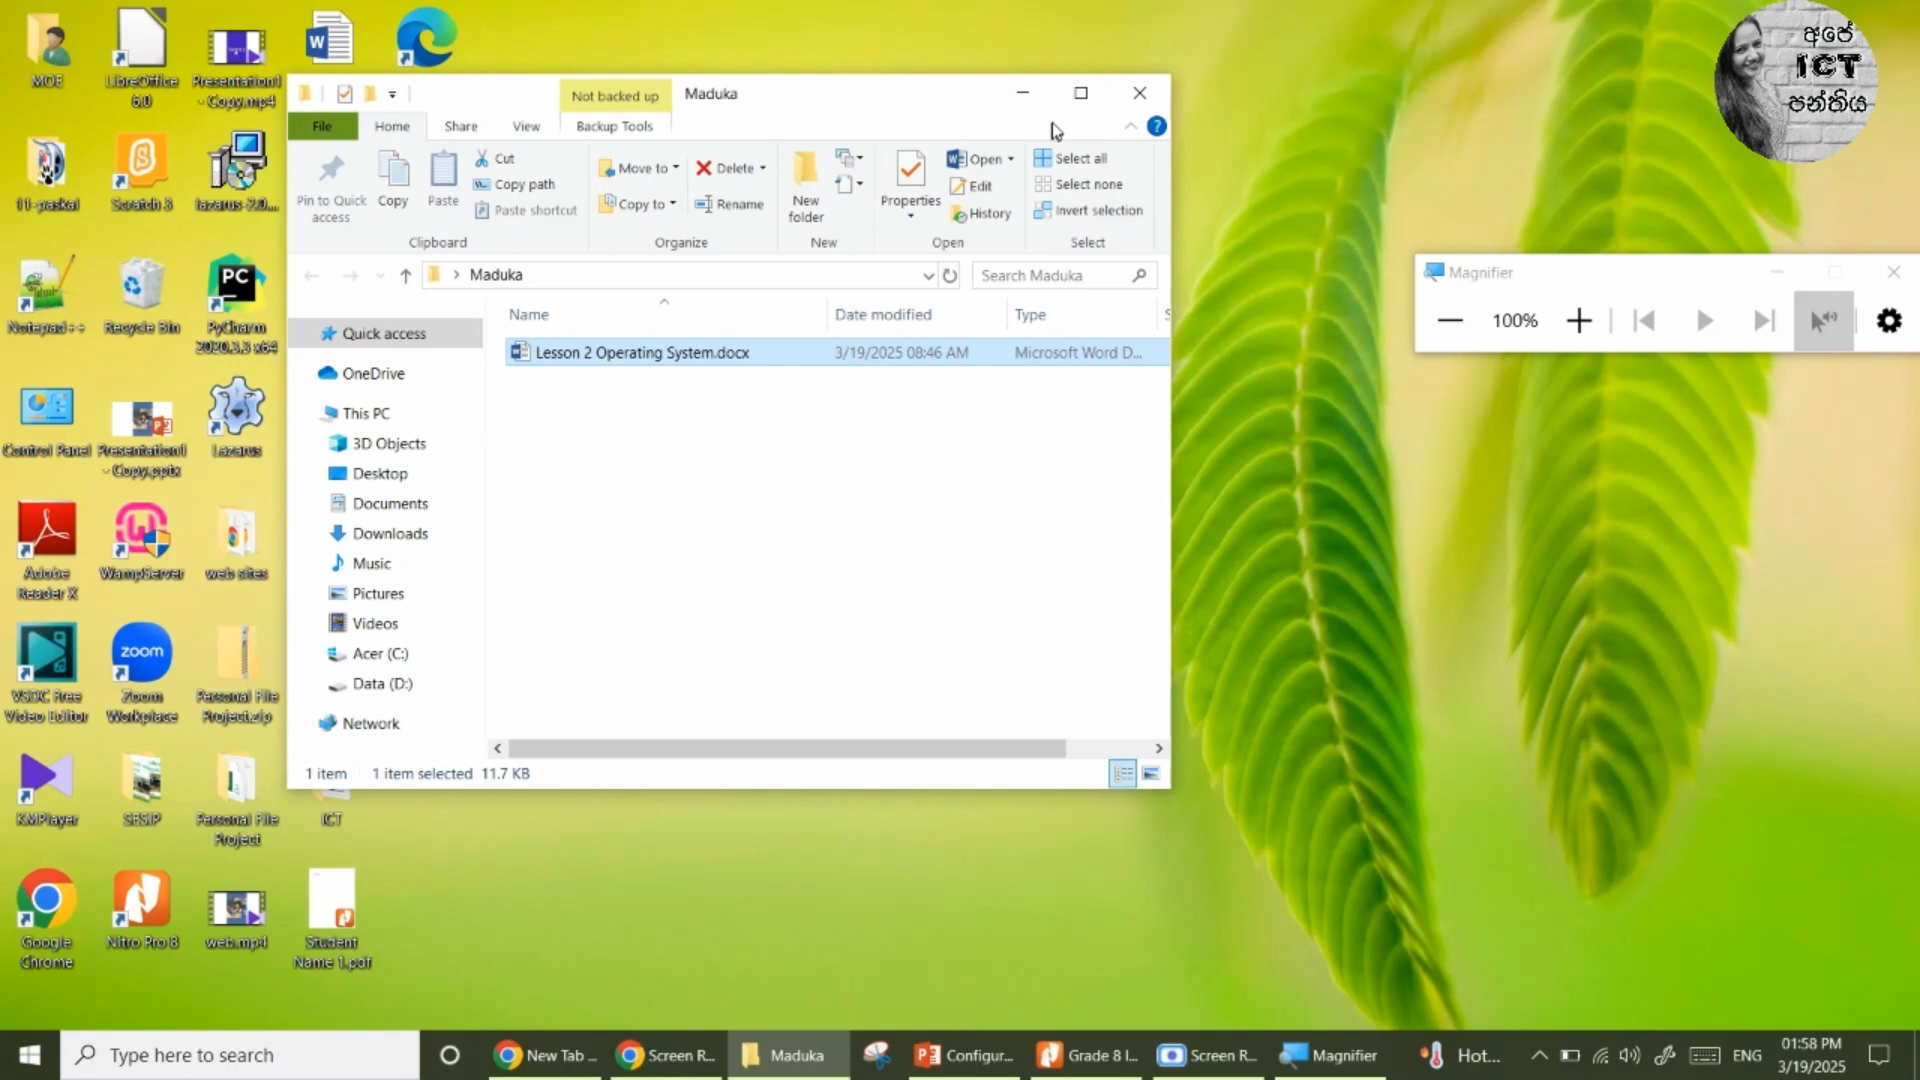 MOE
LibreOffice
6.0
Presentation1
- Copy.mp4
11-paskal
Scratch 3
lazarus-2.0...
Notepad++
Recycle Bin
PyCharm
2020.3.3 x64
Control Panel
Presentation1
- Copy.pptx
Lazarus
Adobe
Reader X
WampServer
web sites
VSDC Free
Video Editor
Zoom
Workplace
Personal File
Project.zip
KMPlayer
SESIP
Personal File
Project
ICT
Google
Chrome
Nitro Pro 8
web.mp4
Student
Name 1.pdf
zoom
PC
W
Not backed up
Maduka
File
Home
Share
View
Backup Tools
Pin to Quick
access
Copy
Paste
Cut
Copy path
Paste shortcut
Clipboard
Move to
Copy to
Delete
Rename
Organize
New
folder
New
Properties
Open
Edit
History
Open
Select all
Select none
Invert selection
Select
Maduka
Search Maduka
Name
Date modified
Type
Lesson 2 Operating System.docx
3/19/2025 08:46 AM
Microsoft Word D...
Quick access
OneDrive
This PC
3D Objects
Desktop
Documents
Downloads
Music
Pictures
Videos
Acer (C:)
Data (D:)
Network
1 item
1 item selected
11.7 KB
අපේ
ICT
පන්තිය
Magnifier
100%
Type here to search
New Tab ...
Screen R...
Maduka
Configur...
Grade 8 I...
Screen R...
Magnifier
Hot...
ENG
01:58 PM
3/19/2025